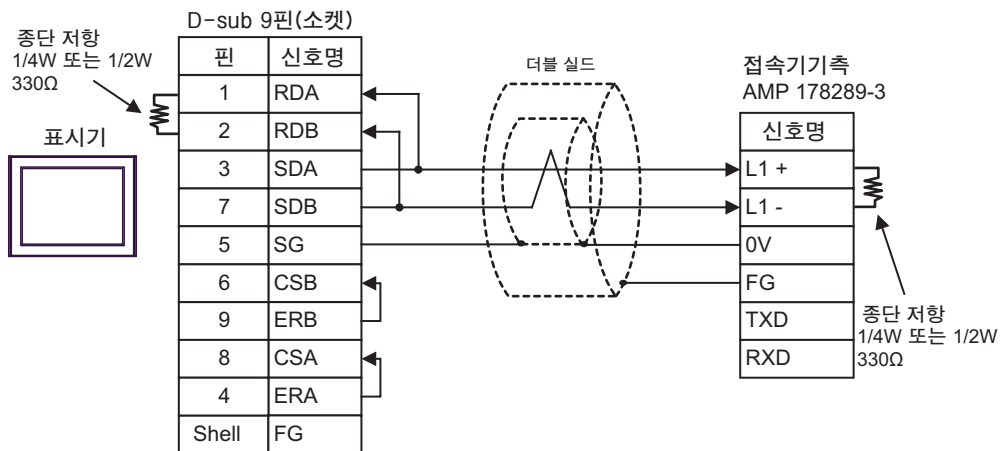 D-sub 9핀(소켓)
종단 저항
1/4W 또는 1/2W
330Ω
표시기
핀 신호명
1 RDA
2 RDB
3 SDA
7 SDB
5 SG
6 CSB
9 ERB
8 CSA
4 ERA
Shell FG
더블 실드
접속기기측
AMP 178289-3
신호명
L1 +
L1 -
0V
FG
TXD
RXD
종단 저항
1/4W 또는 1/2W
330Ω